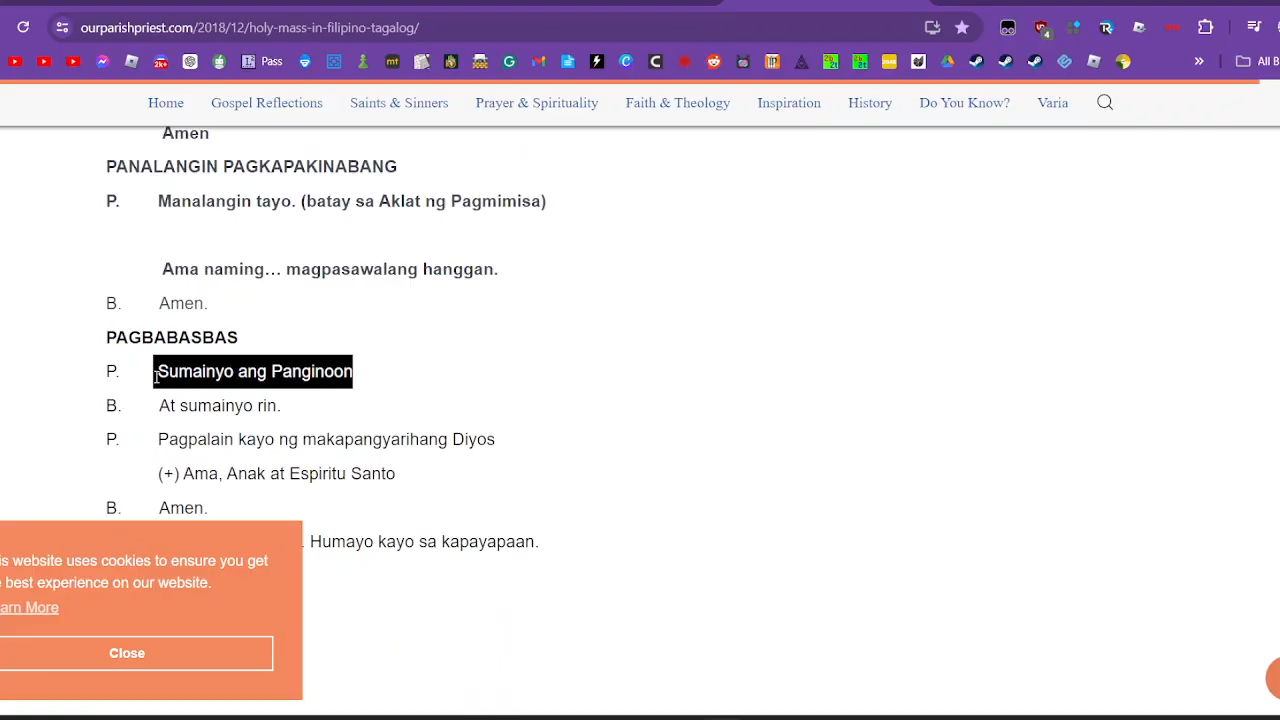 ourparishpriest.com/2018/12/holy-mass-in-filipino-tagalog/
Pass
All B
Home Gospel Reflections Saints & Sinners Prayer & Spirituality Faith & Theology Inspiration History Do You Know? Varia
Amen
PANALANGIN PAGKAPAKINABANG
P. Manalangin tayo. (batay sa Aklat ng Pagmimisa)
Ama naming… magpasawalang hanggan.
B. Amen.
PAGBABASBAS
P. Sumainyo ang Panginoon
B. At sumainyo rin.
P. Pagpalain kayo ng makapangyarihang Diyos
(+) Ama, Anak at Espiritu Santo
B. Amen.
. Humayo kayo sa kapayapaan.
is website uses cookies to ensure you get
e best experience on our website.
arn More
Close